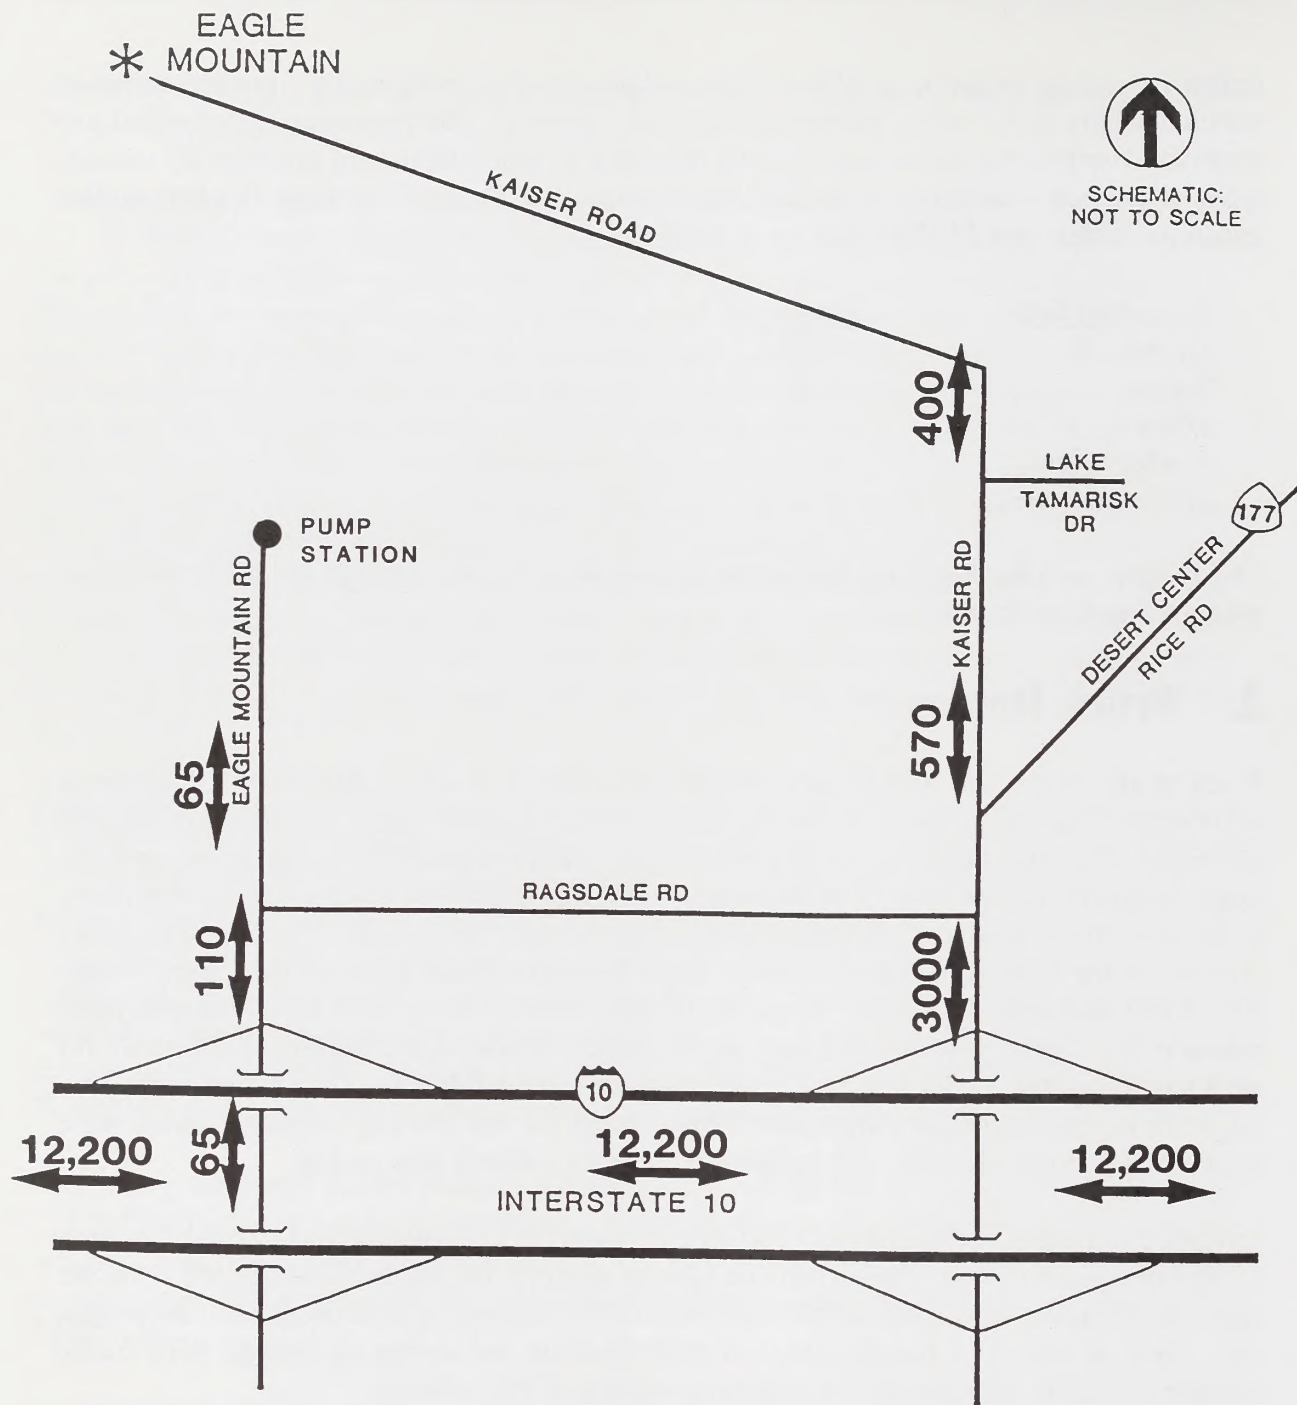 EAGLE
MOUNTAIN
KAISER ROAD
SCHEMATIC:
NOT TO SCALE
400
LAKE
TAMARISK
DR
177
PUMP
STATION
EAGLE MOUNTAIN RD
KAISER RD
DESERT CENTER
RICE RD
65
570
RAGSDALE RD
110
3000
10
12,200
65
12,200
12,200
INTERSTATE 10